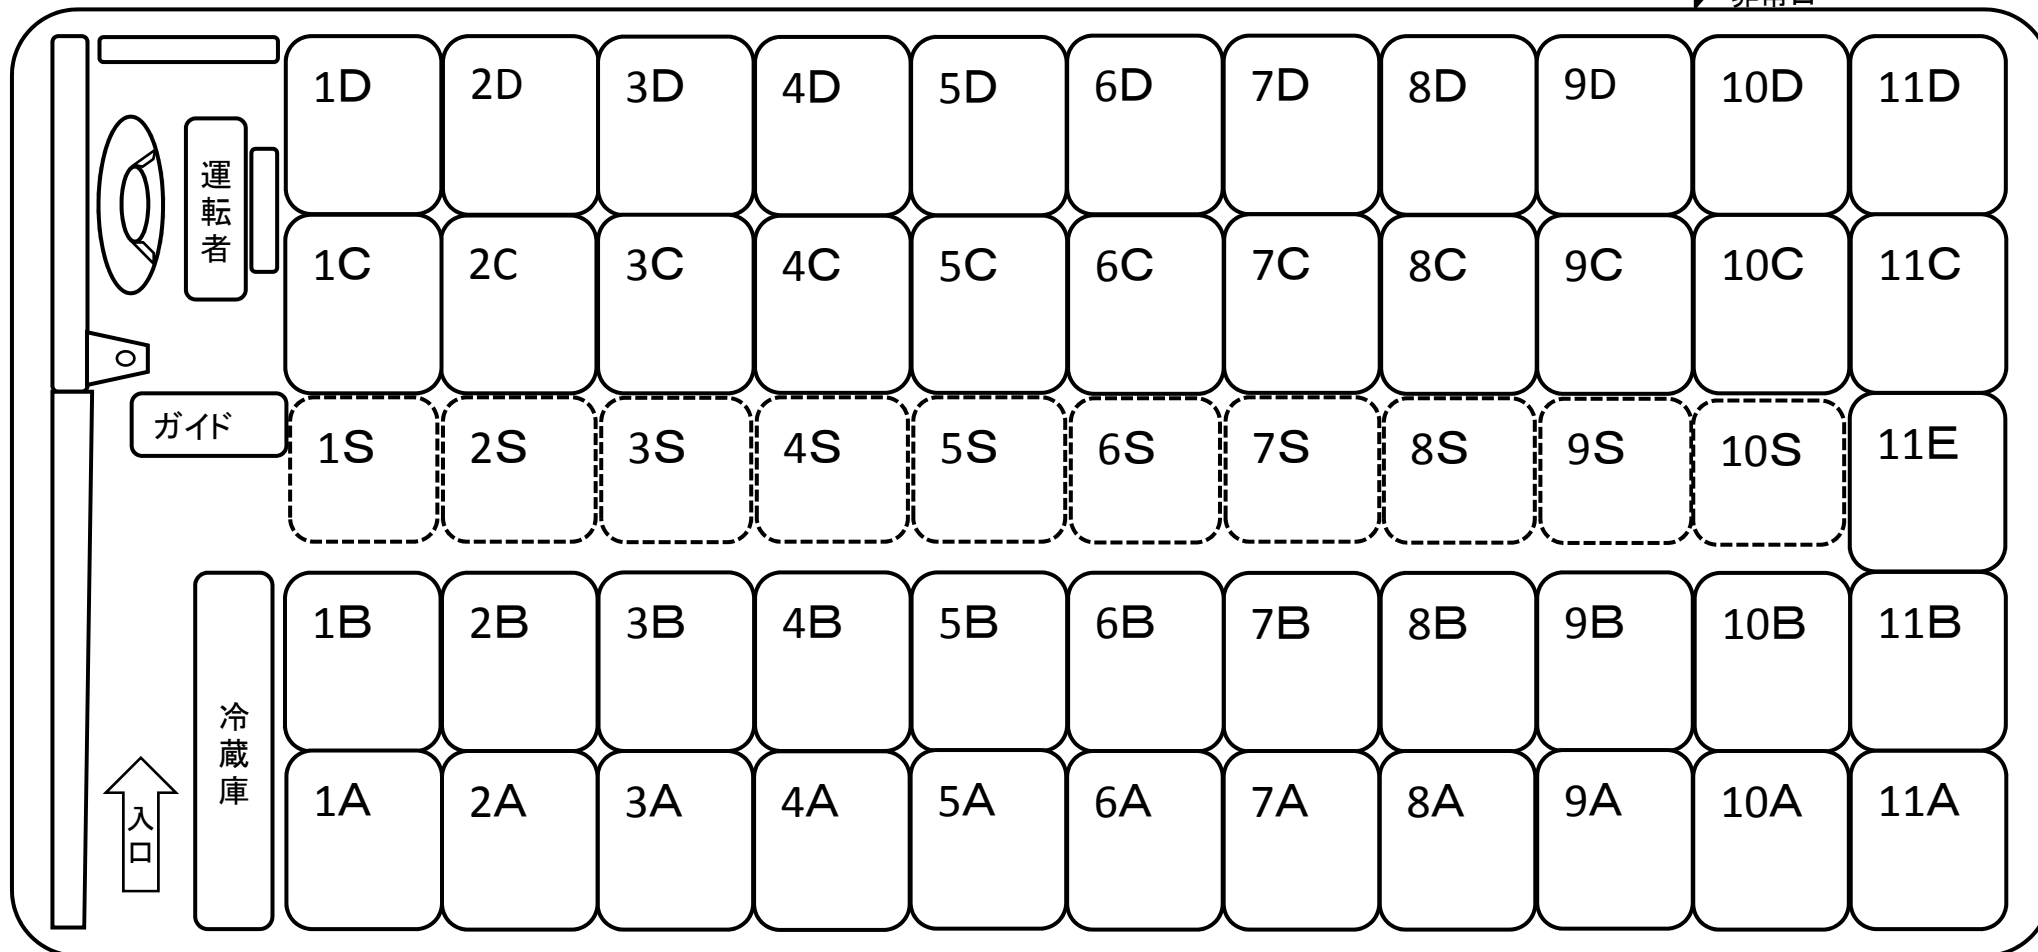 1D 2D 3D 4D 5D 6D 7D 8D 9D 10D 11D
運転者
1C 2C 3C 4C 5C 6C 7C 8C 9C 10C 11C
ガイド
1S 2S 3S 4S 5S 6S 7S 8S 9S 10S 11E
1B 2B 3B 4B 5B 6B 7B 8B 9B 10B 11B
冷蔵庫
1A 2A 3A 4A 5A 6A 7A 8A 9A 10A 11A
入口